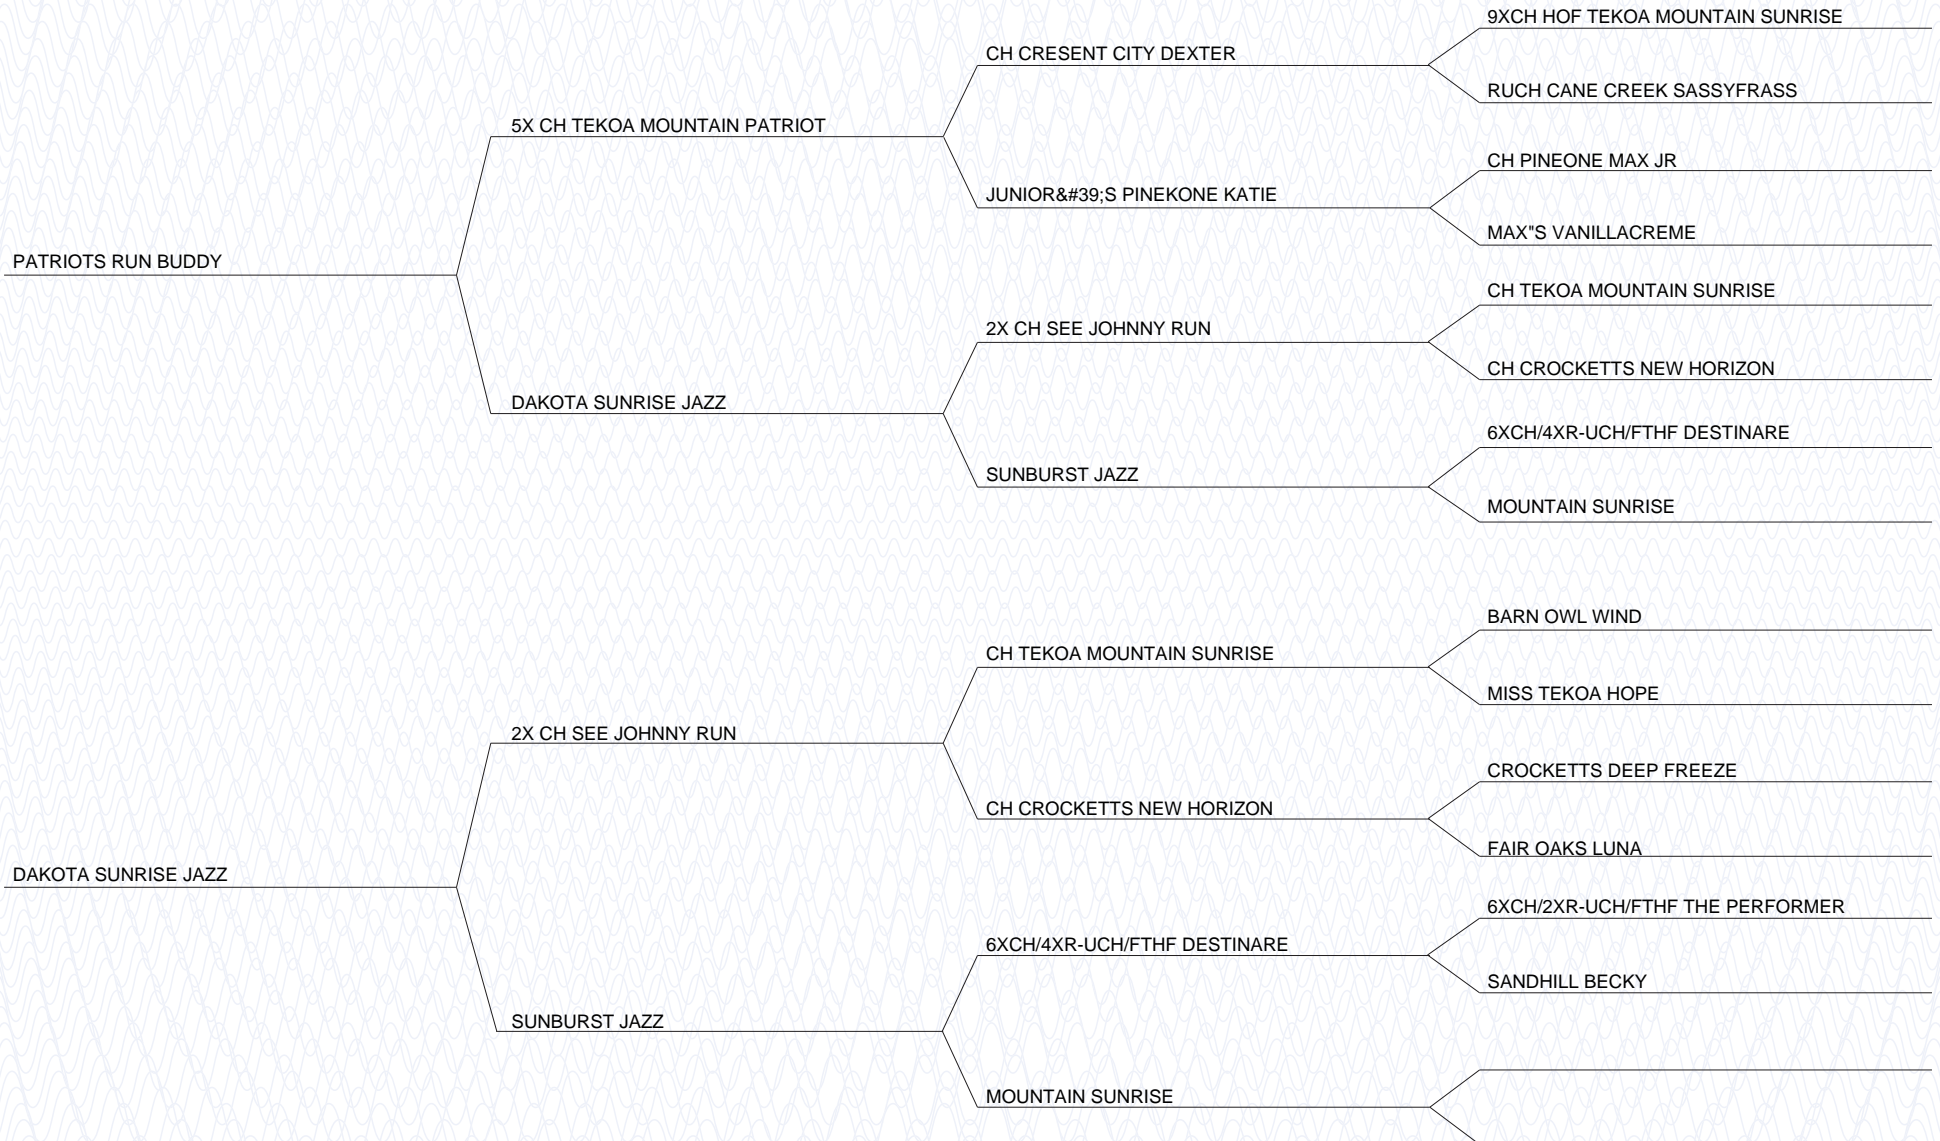 9XCH HOF TEKOA MOUNTAIN SUNRISE
CH CRESENT CITY DEXTER
RUCH CANE CREEK SASSYFRASS
5X CH TEKOA MOUNTAIN PATRIOT
CH PINEONE MAX JR
JUNIOR&#39;S PINEKONE KATIE
MAX"S VANILLACREME
PATRIOTS RUN BUDDY
CH TEKOA MOUNTAIN SUNRISE
2X CH SEE JOHNNY RUN
CH CROCKETTS NEW HORIZON
DAKOTA SUNRISE JAZZ
6XCH/4XR-UCH/FTHF DESTINARE
SUNBURST JAZZ
MOUNTAIN SUNRISE
BARN OWL WIND
CH TEKOA MOUNTAIN SUNRISE
MISS TEKOA HOPE
2X CH SEE JOHNNY RUN
CROCKETTS DEEP FREEZE
CH CROCKETTS NEW HORIZON
FAIR OAKS LUNA
DAKOTA SUNRISE JAZZ
6XCH/2XR-UCH/FTHF THE PERFORMER
6XCH/4XR-UCH/FTHF DESTINARE
SANDHILL BECKY
SUNBURST JAZZ
MOUNTAIN SUNRISE